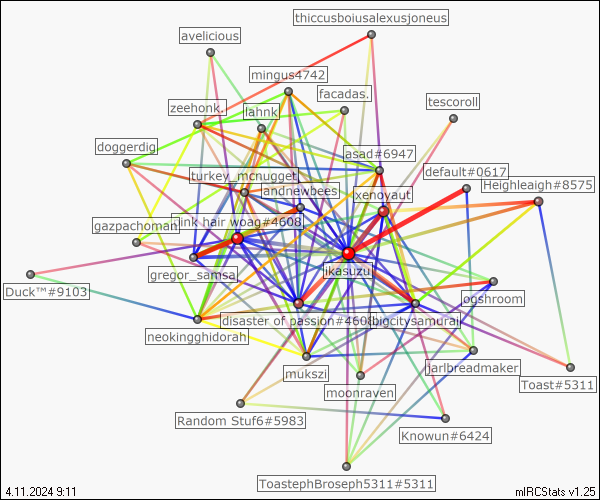 thiccusboiusalexusjoneus
avelicious
mingus4742
facadas.
zeehonk.
lahnk
tescoroll
doggerdig
asad#6947
default#0617
turkey_mcnugget
Heighleaigh#8575
andnewbees
xenoyaut
gazpachoman
pink hair woag#4608
gregor_samsa
ikasuzu
Duck™#9103
ogshroom
disaster of passion#4608
bigcitysamurai
neokingghidorah
mukszi
jarlbreadmaker
moonraven
Toast#5311
Random Stuf6#5983
Knowun#6424
ToastephBroseph5311#5311
4.11.2024 9:11
mIRCStats v1.25